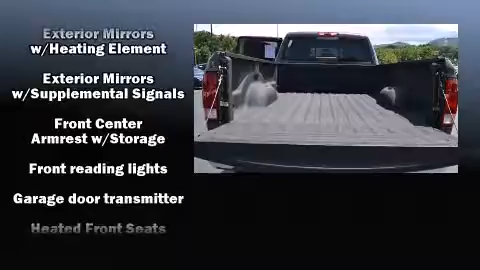 Exterior Mirrors
w/Heating Element
Exterior Mirrors
w/Supplemental Signals
Front Center
Armrest w/Storage
Front reading lights
Garage door transmitter
Heated Front Seats